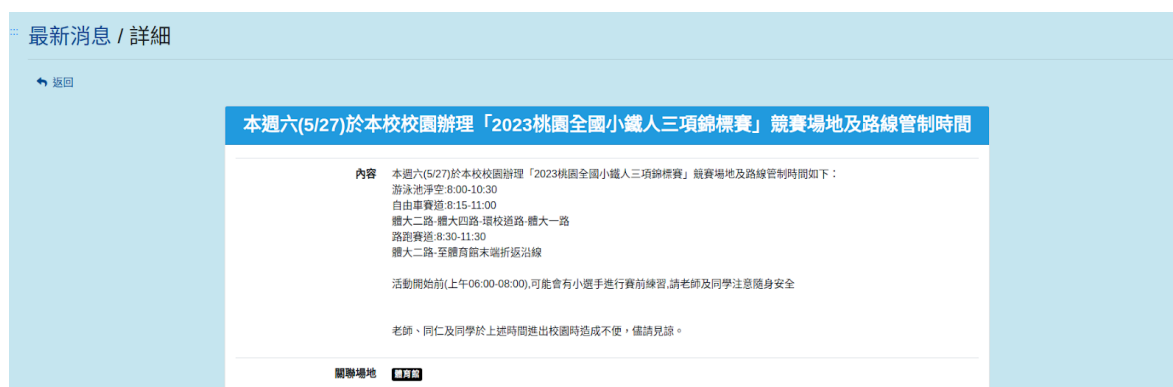 :::
最新消息 / 詳細
返回
本週六(5/27)於本校校園辦理「2023桃園全國小鐵人三項錦標賽」競賽場地及路線管制時間
內容
本週六(5/27)於本校校園辦理「2023桃園全國小鐵人三項錦標賽」競賽場地及路線管制時間如下：
游泳池淨空:8:00-10:30
自由車賽道:8:15-11:00
體大二路-體大四路-環校道路-體大一路
路跑賽道:8:30-11:30
體大二路-至體育館末端折返沿線
活動開始前(上午06:00-08:00),可能會有小選手進行賽前練習,請老師及同學注意隨身安全
老師、同仁及同學於上述時間進出校園時造成不便，儘請見諒。
關聯場地
體育館